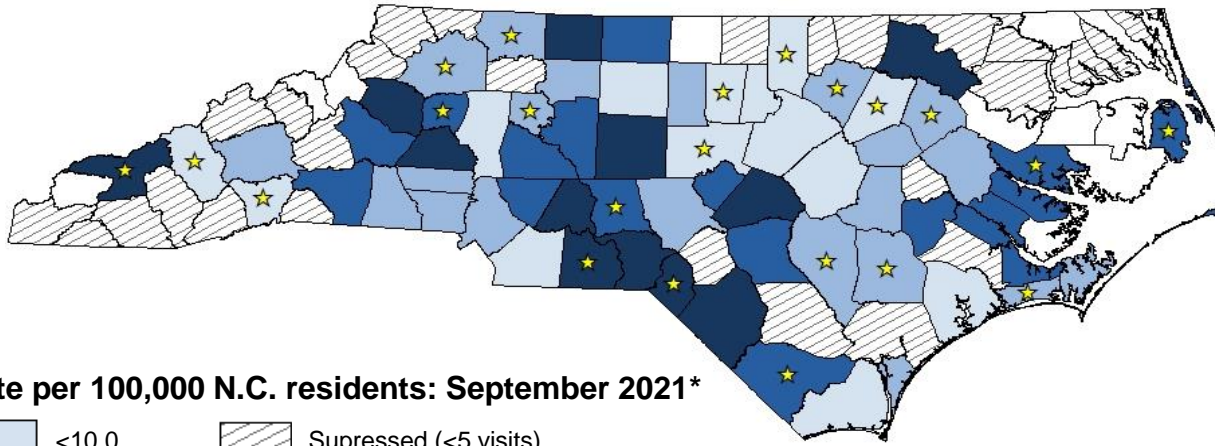 te per 100,000 N.C. residents: September 2021*
<10.0 Supressed (<5 visits)